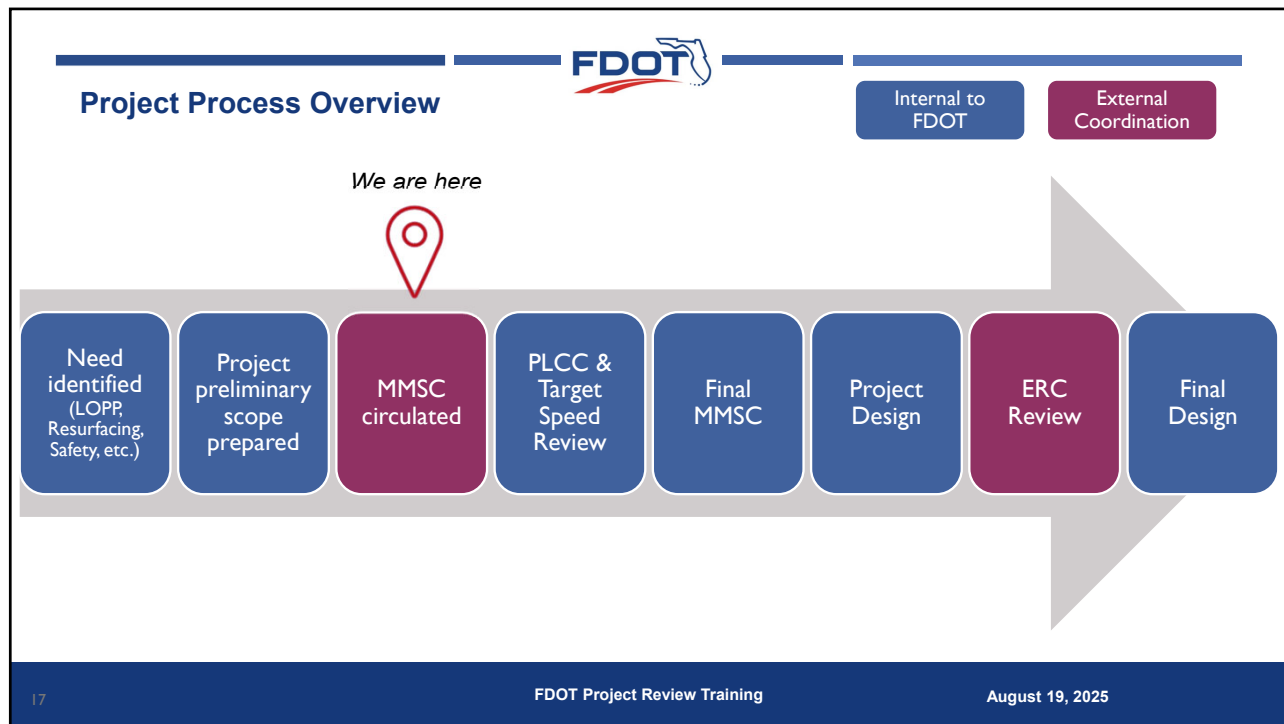 FDOT
Project Process Overview
Internal to
FDOT
External
Coordination
We are here
Need
identified
(LOPP,
Resurfacing,
Safety, etc.)
Project
preliminary
scope
prepared
MMSC
circulated
PLCC &
Target
Speed
Review
Final
MMSC
Project
Design
ERC
Review
Final
Design
17
FDOT Project Review Training
August 19, 2025